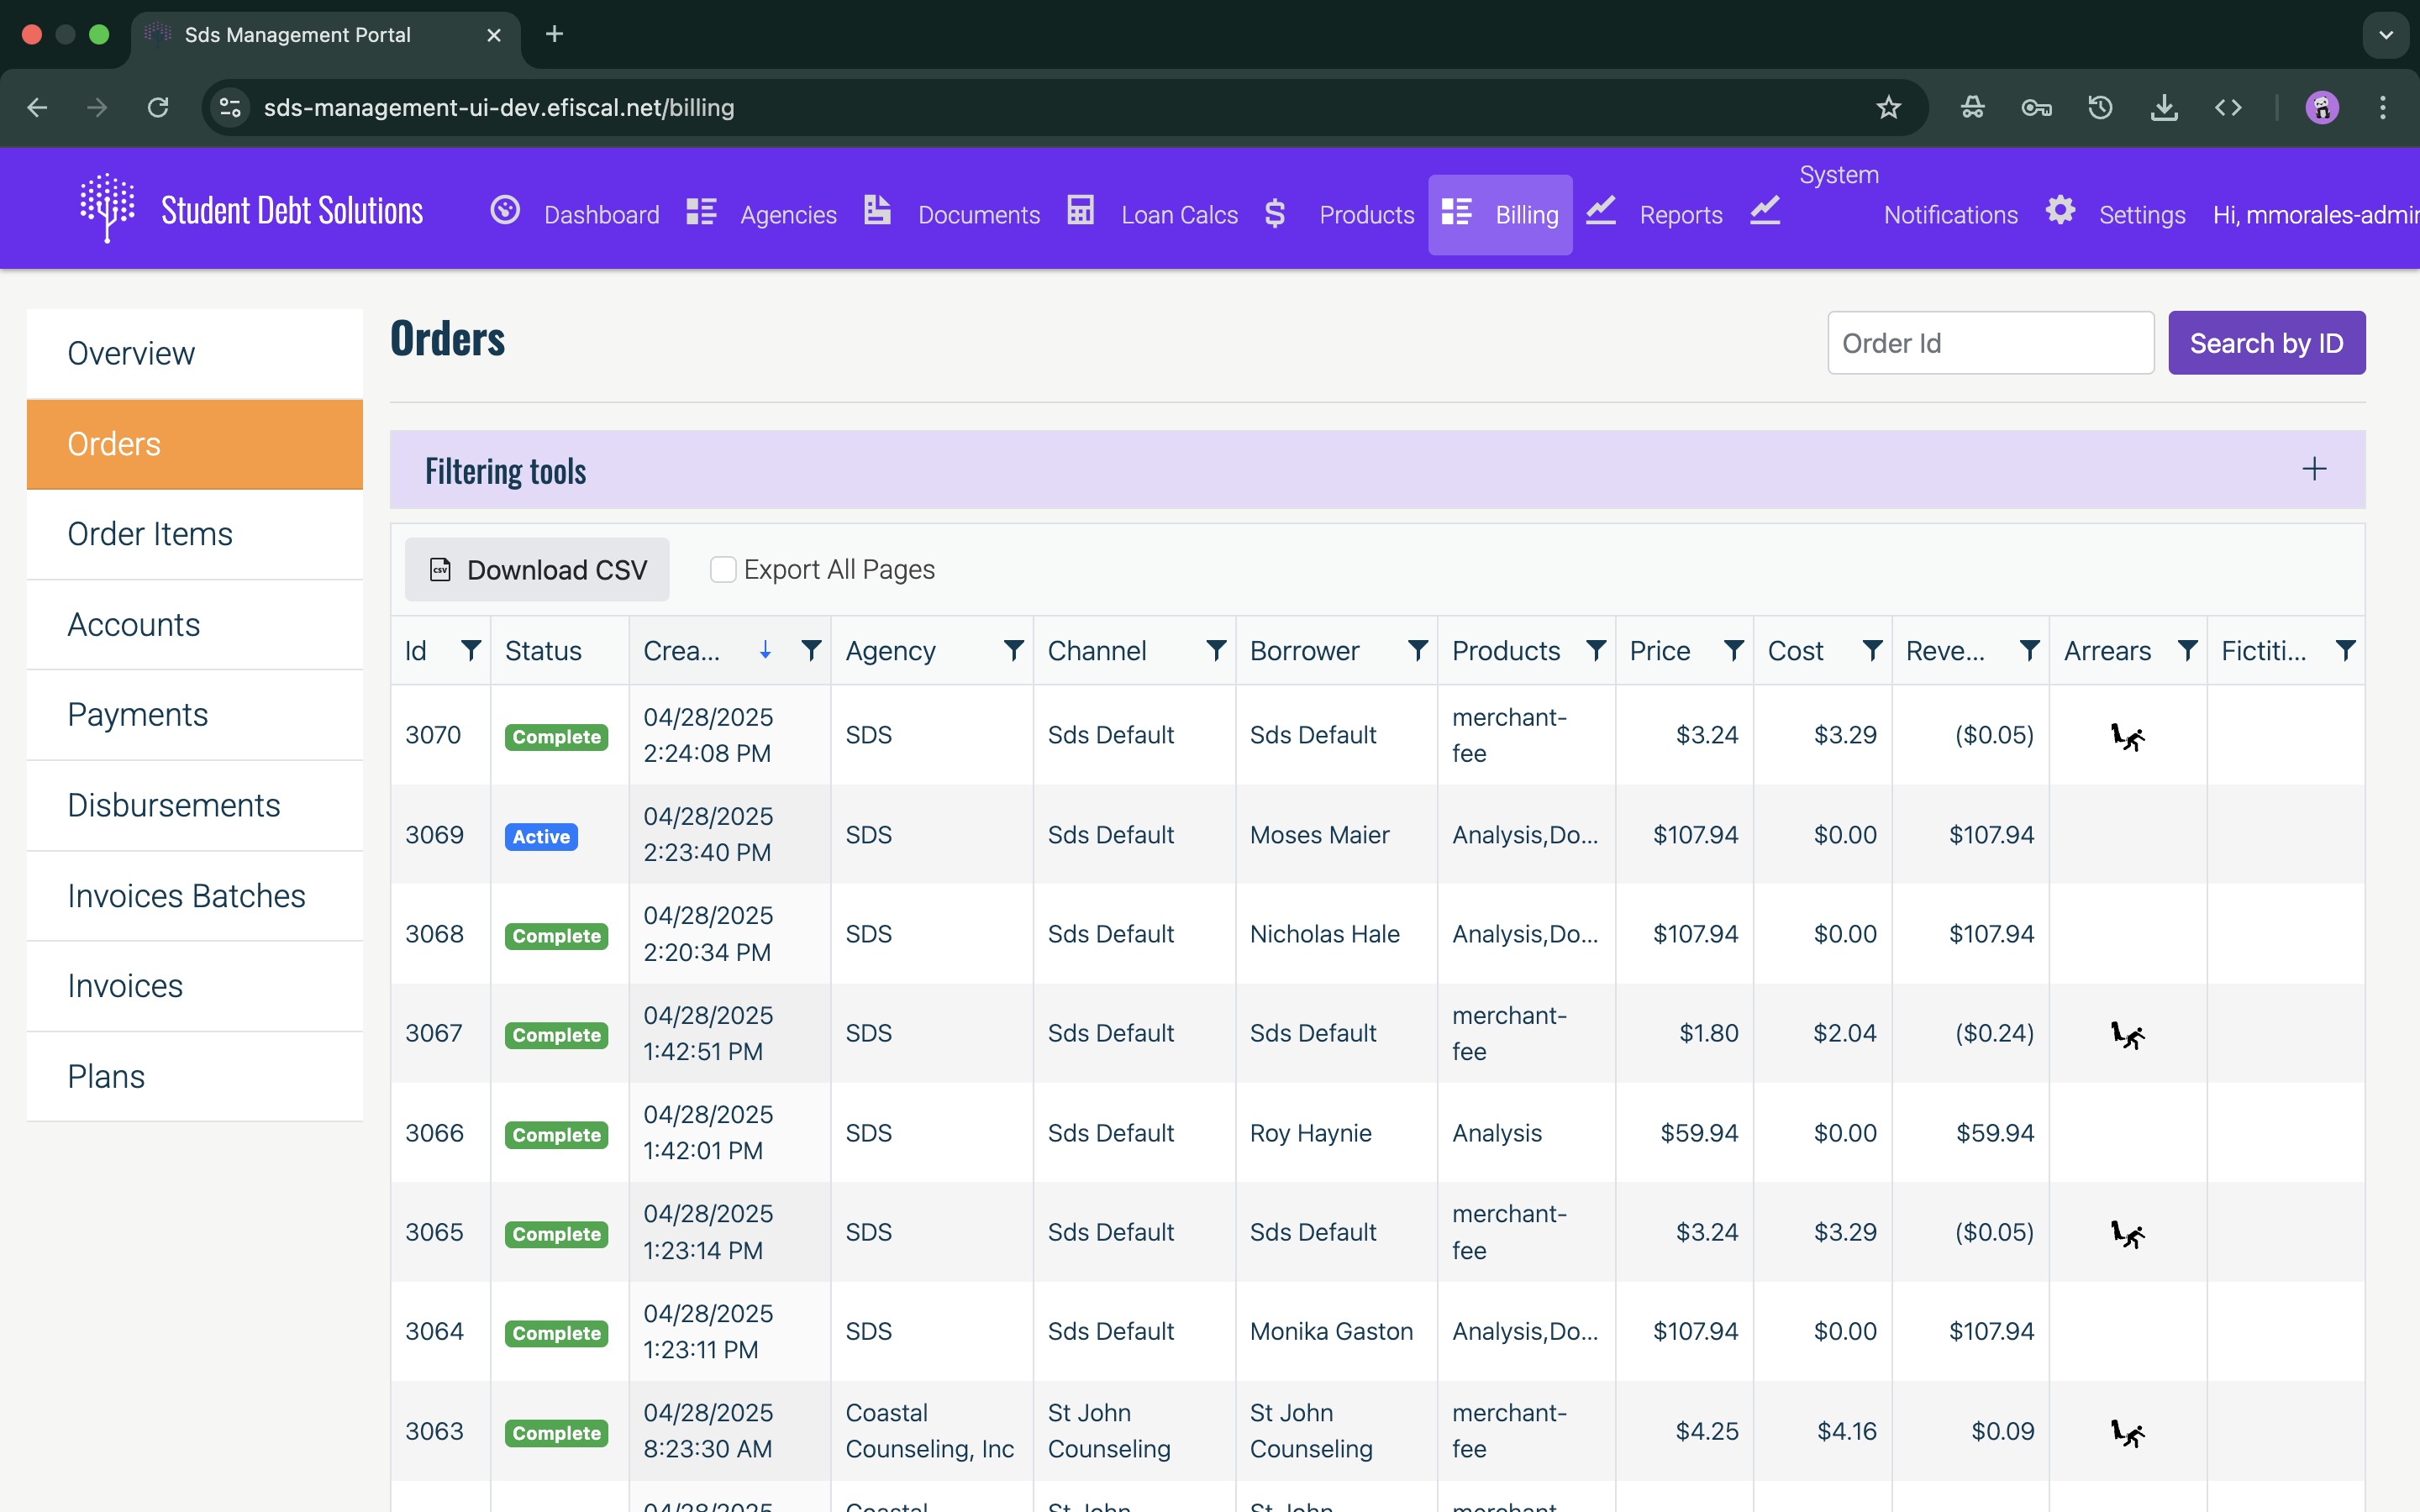 Sds Management Portal
sds-management-ui-dev.efiscal.net/billing
Student Debt Solutions
Dashboard
Agencies
Documents
Loan Calcs
Products
Billing
Reports
System
Notifications
Settings
Hi, mmorales-admin
Overview
Orders
Order Items
Accounts
Payments
Disbursements
Invoices Batches
Invoices
Plans
Orders
Order Id
Search by ID
Filtering tools
CSV
Download CSV
Export All Pages
Id Status Crea... Agency Channel Borrower Products Price Cost Reve... Arrears Fictiti...
3070 Complete 04/28/2025 SDS Sds Default Sds Default merchant- $3.24 $3.29 ($0.05)
2:24:08 PM fee
3069 Active 04/28/2025 SDS Sds Default Moses Maier Analysis,Do... $107.94 $0.00 $107.94
2:23:40 PM
3068 Complete 04/28/2025 SDS Sds Default Nicholas Hale Analysis,Do... $107.94 $0.00 $107.94
2:20:34 PM
3067 Complete 04/28/2025 SDS Sds Default Sds Default merchant- $1.80 $2.04 ($0.24)
1:42:51 PM fee
3066 Complete 04/28/2025 SDS Sds Default Roy Haynie Analysis $59.94 $0.00 $59.94
1:42:01 PM
3065 Complete 04/28/2025 SDS Sds Default Sds Default merchant- $3.24 $3.29 ($0.05)
1:23:14 PM fee
3064 Complete 04/28/2025 SDS Sds Default Monika Gaston Analysis,Do... $107.94 $0.00 $107.94
1:23:11 PM
3063 Complete 04/28/2025 Coastal St John St John merchant- $4.25 $4.16 $0.09
8:23:30 AM Counseling, Inc Counseling Counseling fee
04/28/2025 Coastal St John St John merchant-